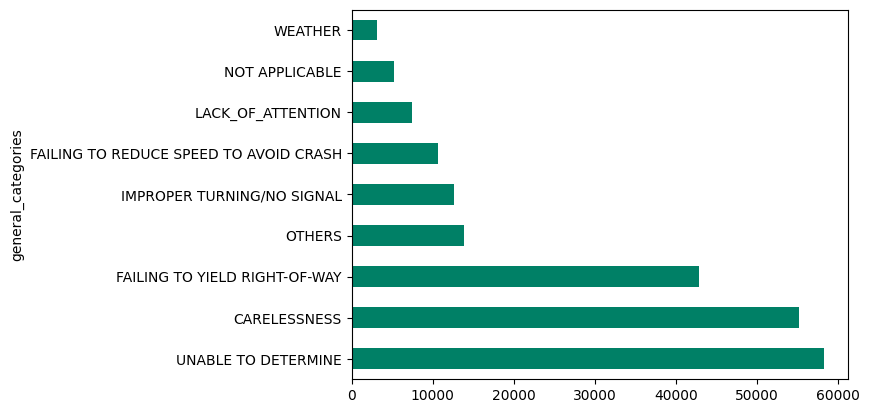 WEATHER
NOT APPLICABLE
LACK_OF_ATTENTION
FAILING TO REDUCE SPEED TO AVOID CRASH
IMPROPER TURNING/NO SIGNAL
OTHERS
FAILING TO YIELD RIGHT-OF-WAY
CARELESSNESS
UNABLE TO DETERMINE
general_categories
0 10000 20000 30000 40000 50000 60000